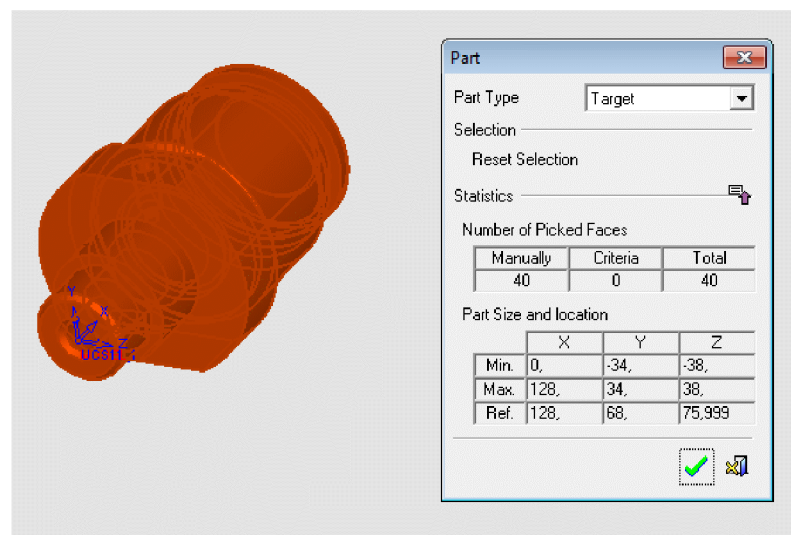 Part
Part Type Target
Selection
Reset Selection
Statistics
Number of Picked Faces
Manually Criteria Total
40 0 40
Part Size and location
X Y Z
Min. 0, -34, -38,
Max. 128, 34, 38,
Ref. 128, 68, 75,999
Y
X
Z